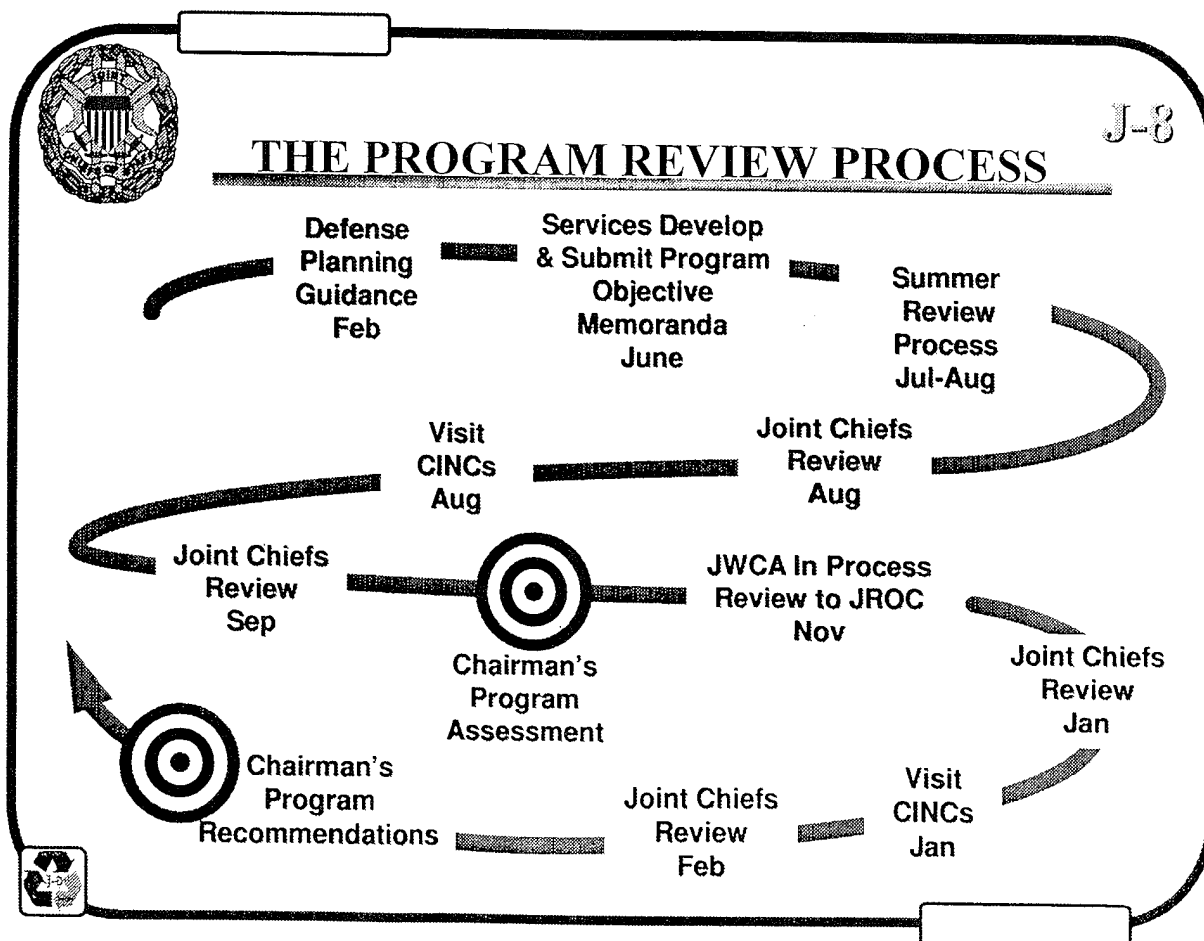 J-8
THE PROGRAM REVIEW PROCESS
Defense
Planning
Guidance
Feb
Services Develop
& Submit Program
Objective
Memoranda
June
Summer
Review
Process
Jul-Aug
Joint Chiefs
Review
Aug
Visit
CINCs
Aug
Joint Chiefs
Review
Sep
Chairman's
Program
Assessment
JWCA In Process
Review to JROC
Nov
Joint Chiefs
Review
Jan
Visit
CINCs
Jan
Joint Chiefs
Review
Feb
Chairman's
Program
Recommendations
JOINT